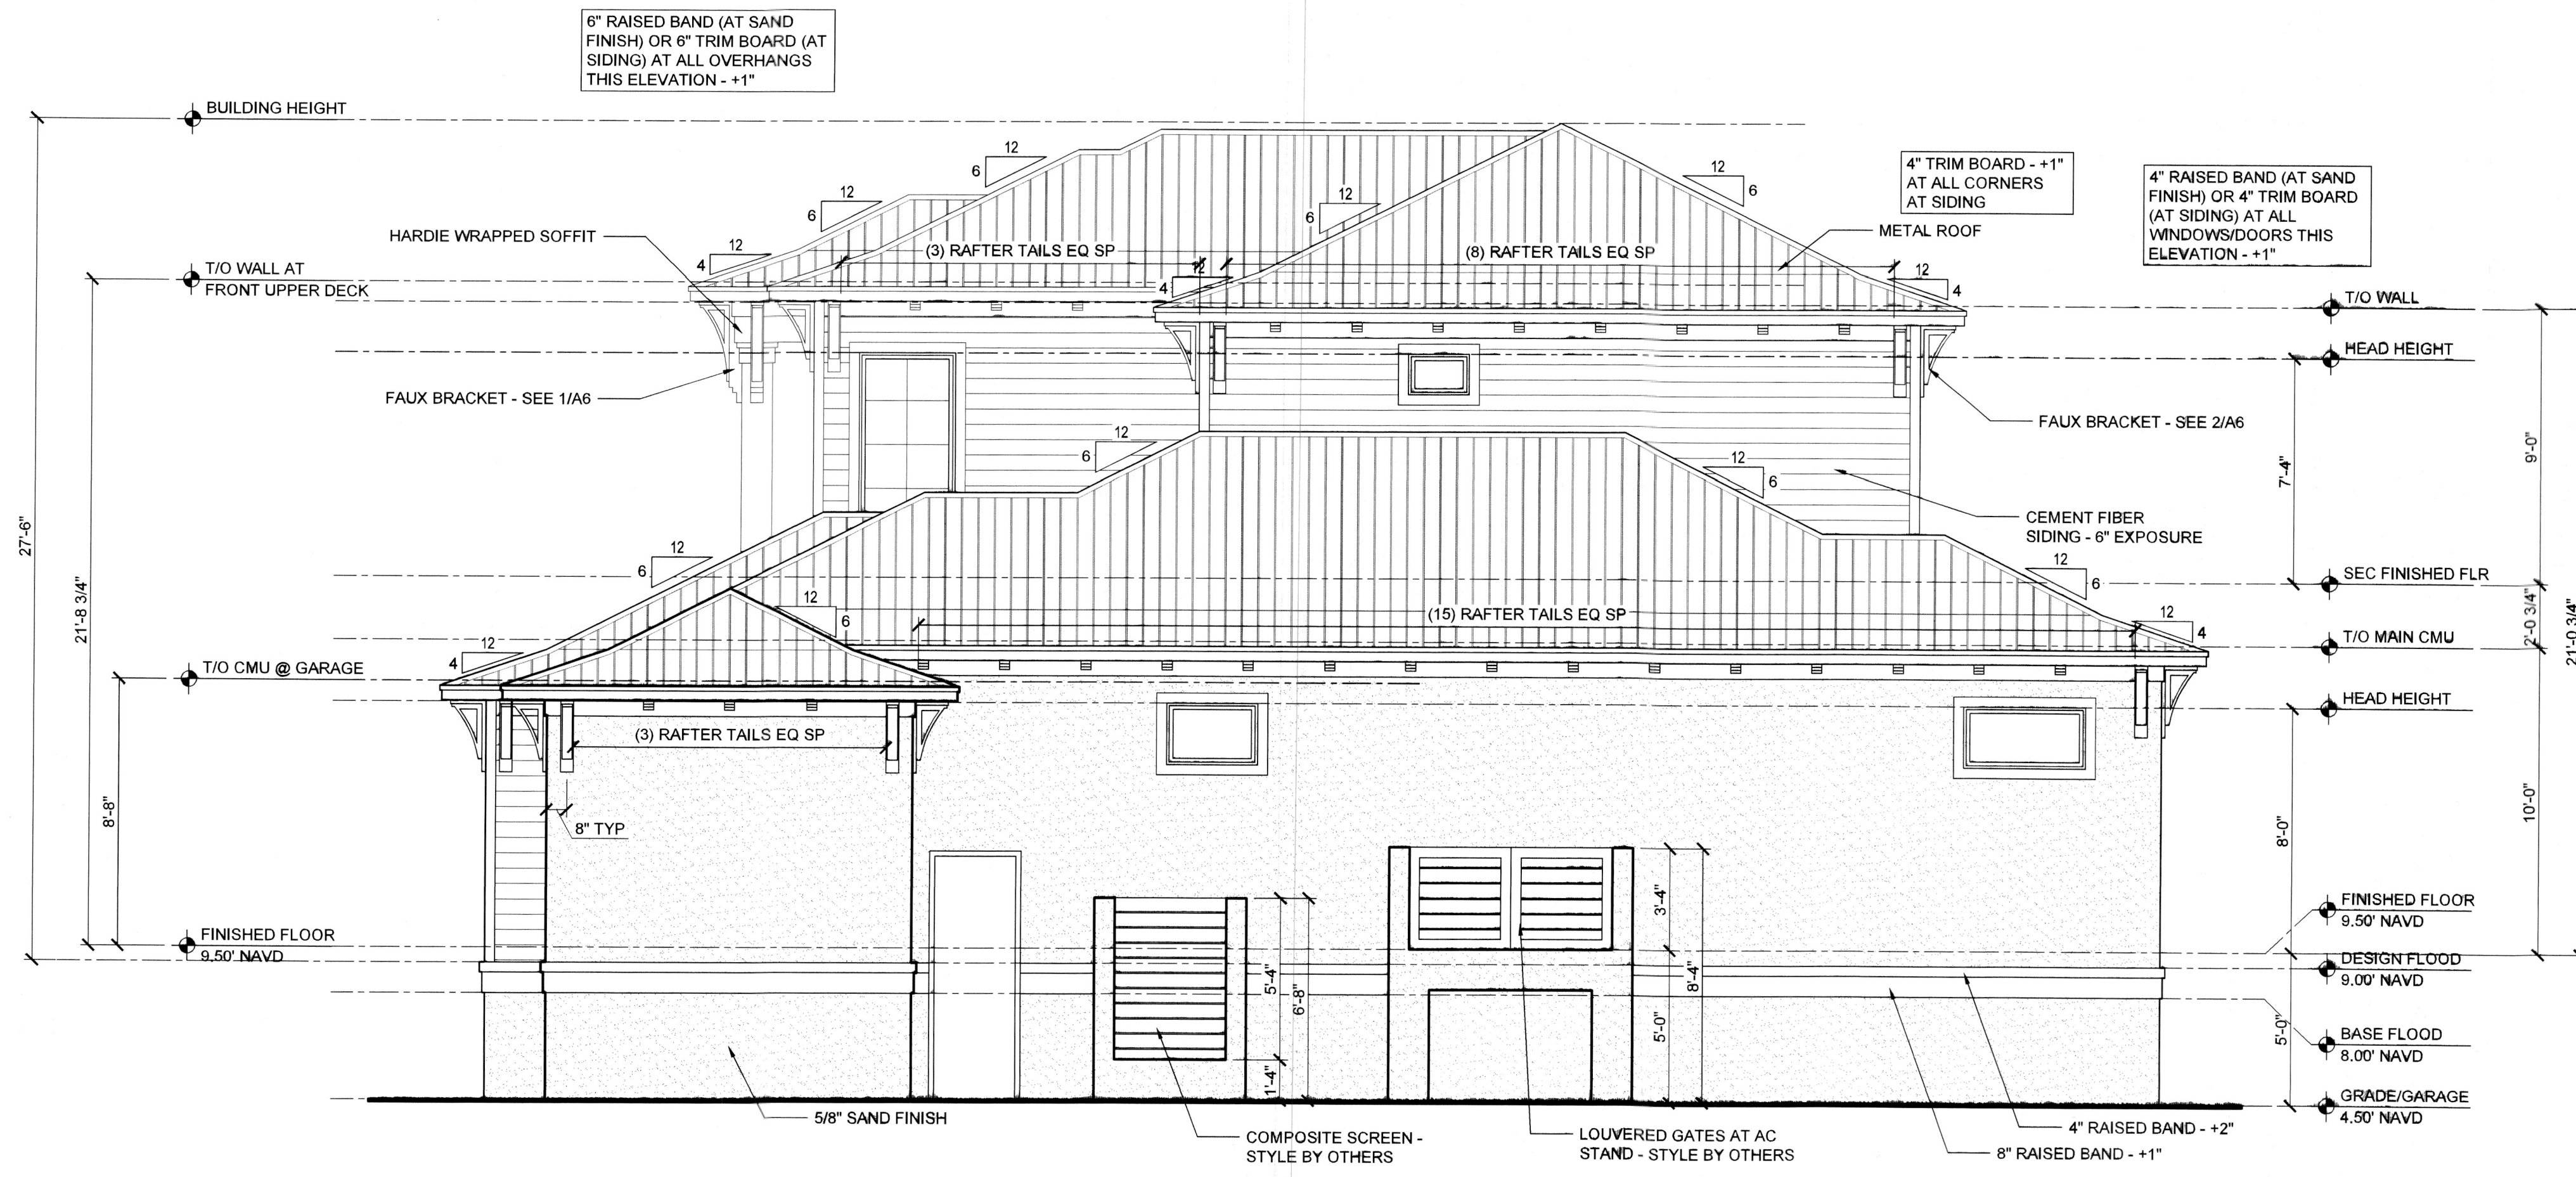 6" RAISED BAND (AT SAND
FINISH) OR 6" TRIM BOARD (AT
SIDING) AT ALL OVERHANGS
THIS ELEVATION - +1"
BUILDING HEIGHT
12
6
12
6
12
6
12
6
4" TRIM BOARD - +1"
AT ALL CORNERS
AT SIDING
4" RAISED BAND (AT SAND
FINISH) OR 4" TRIM BOARD
(AT SIDING) AT ALL
WINDOWS/DOORS THIS
ELEVATION - +1"
HARDIE WRAPPED SOFFIT
METAL ROOF
12
4
(3) RAFTER TAILS EQ SP
(8) RAFTER TAILS EQ SP
12
4
12
4
T/O WALL AT
FRONT UPPER DECK
T/O WALL
HEAD HEIGHT
FAUX BRACKET - SEE 1/A6
FAUX BRACKET - SEE 2/A6
12
6
12
6
9'-0"
7'-4"
CEMENT FIBER
SIDING - 6" EXPOSURE
27'-6"
21'-8 3/4"
12
6
12
6
12
6
SEC FINISHED FLR
(15) RAFTER TAILS EQ SP
2'-0 3/4"
21'-0 3/4"
12
4
12
4
T/O MAIN CMU
T/O CMU @ GARAGE
HEAD HEIGHT
(3) RAFTER TAILS EQ SP
8'-8"
8" TYP
8'-0"
10'-0"
3'-4"
FINISHED FLOOR
9.50' NAVD
FINISHED FLOOR
9.50' NAVD
DESIGN FLOOD
9.00' NAVD
5'-4"
6'-8"
8'-4"
5'-0"
5'-0"
BASE FLOOD
8.00' NAVD
1'-4"
GRADE/GARAGE
4.50' NAVD
5/8" SAND FINISH
COMPOSITE SCREEN -
STYLE BY OTHERS
LOUVERED GATES AT AC
STAND - STYLE BY OTHERS
4" RAISED BAND - +2"
8" RAISED BAND - +1"